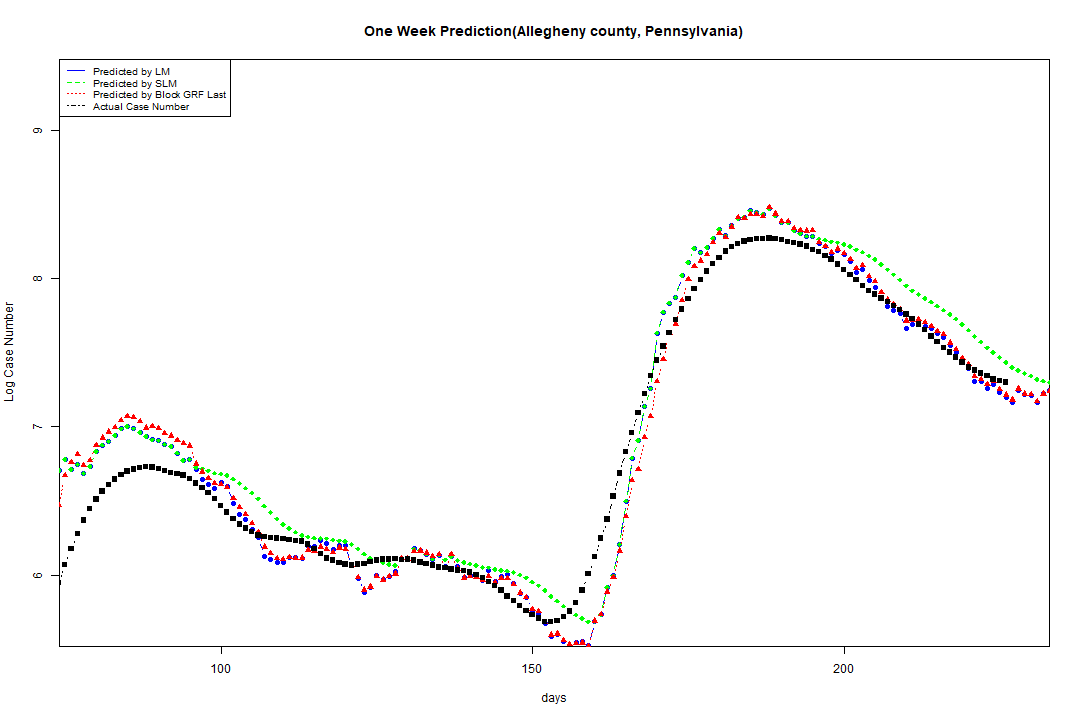 One Week Prediction(Allegheny county, Pennsylvania)
Predicted by LM
Predicted by SLM
Predicted by Block GRF Last
Actual Case Number
Log Case Number
9
8
7
6
100 150 200
days